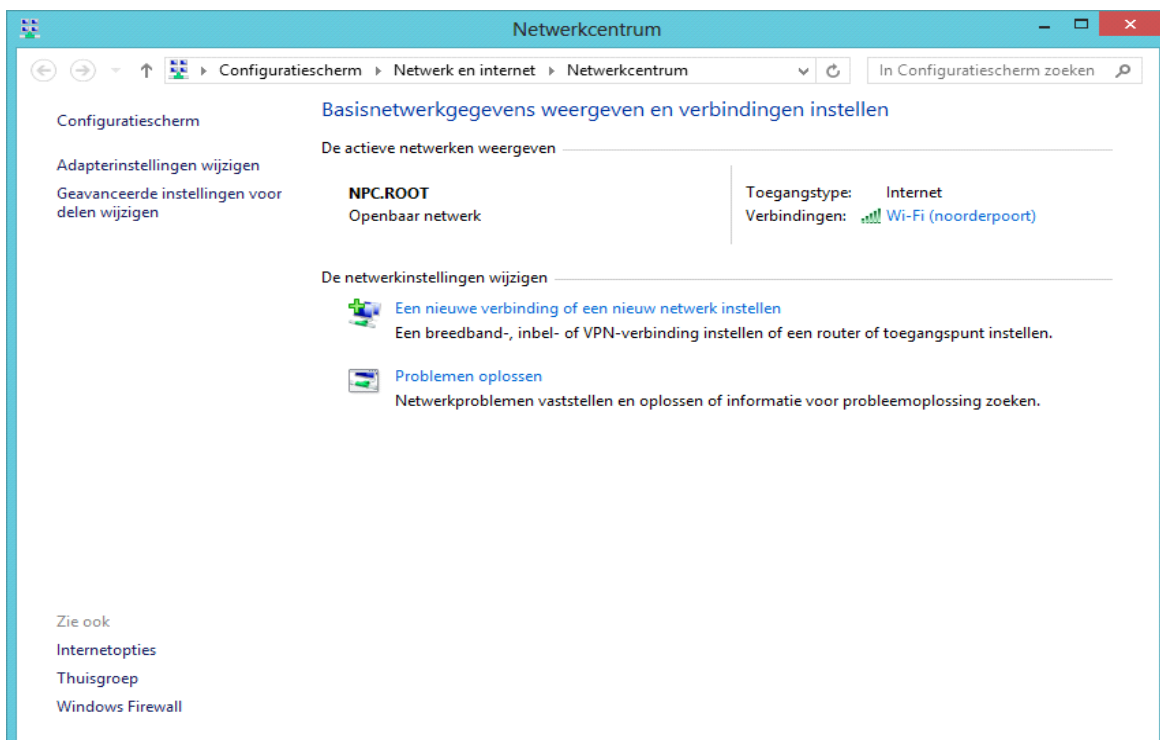 Netwerkcentrum
Configuratiescherm Netwerk en internet Netwerkcentrum
In Configuratiescherm zoeken
Configuratiescherm
Adapterinstellingen wijzigen
Geavanceerde instellingen voor
delen wijzigen
Basisnetwerkgegevens weergeven en verbindingen instellen
De actieve netwerken weergeven
NPC.ROOT
Openbaar netwerk
Toegangstype: Internet
Verbindingen: Wi-Fi (noorderpoort)
De netwerkinstellingen wijzigen
Een nieuwe verbinding of een nieuw netwerk instellen
Een breedband-, inbel- of VPN-verbinding instellen of een router of toegangspunt instellen.
Problemen oplossen
Netwerkproblemen vaststellen en oplossen of informatie voor probleemoplossing zoeken.
Zie ook
Internetopties
Thuisgroep
Windows Firewall